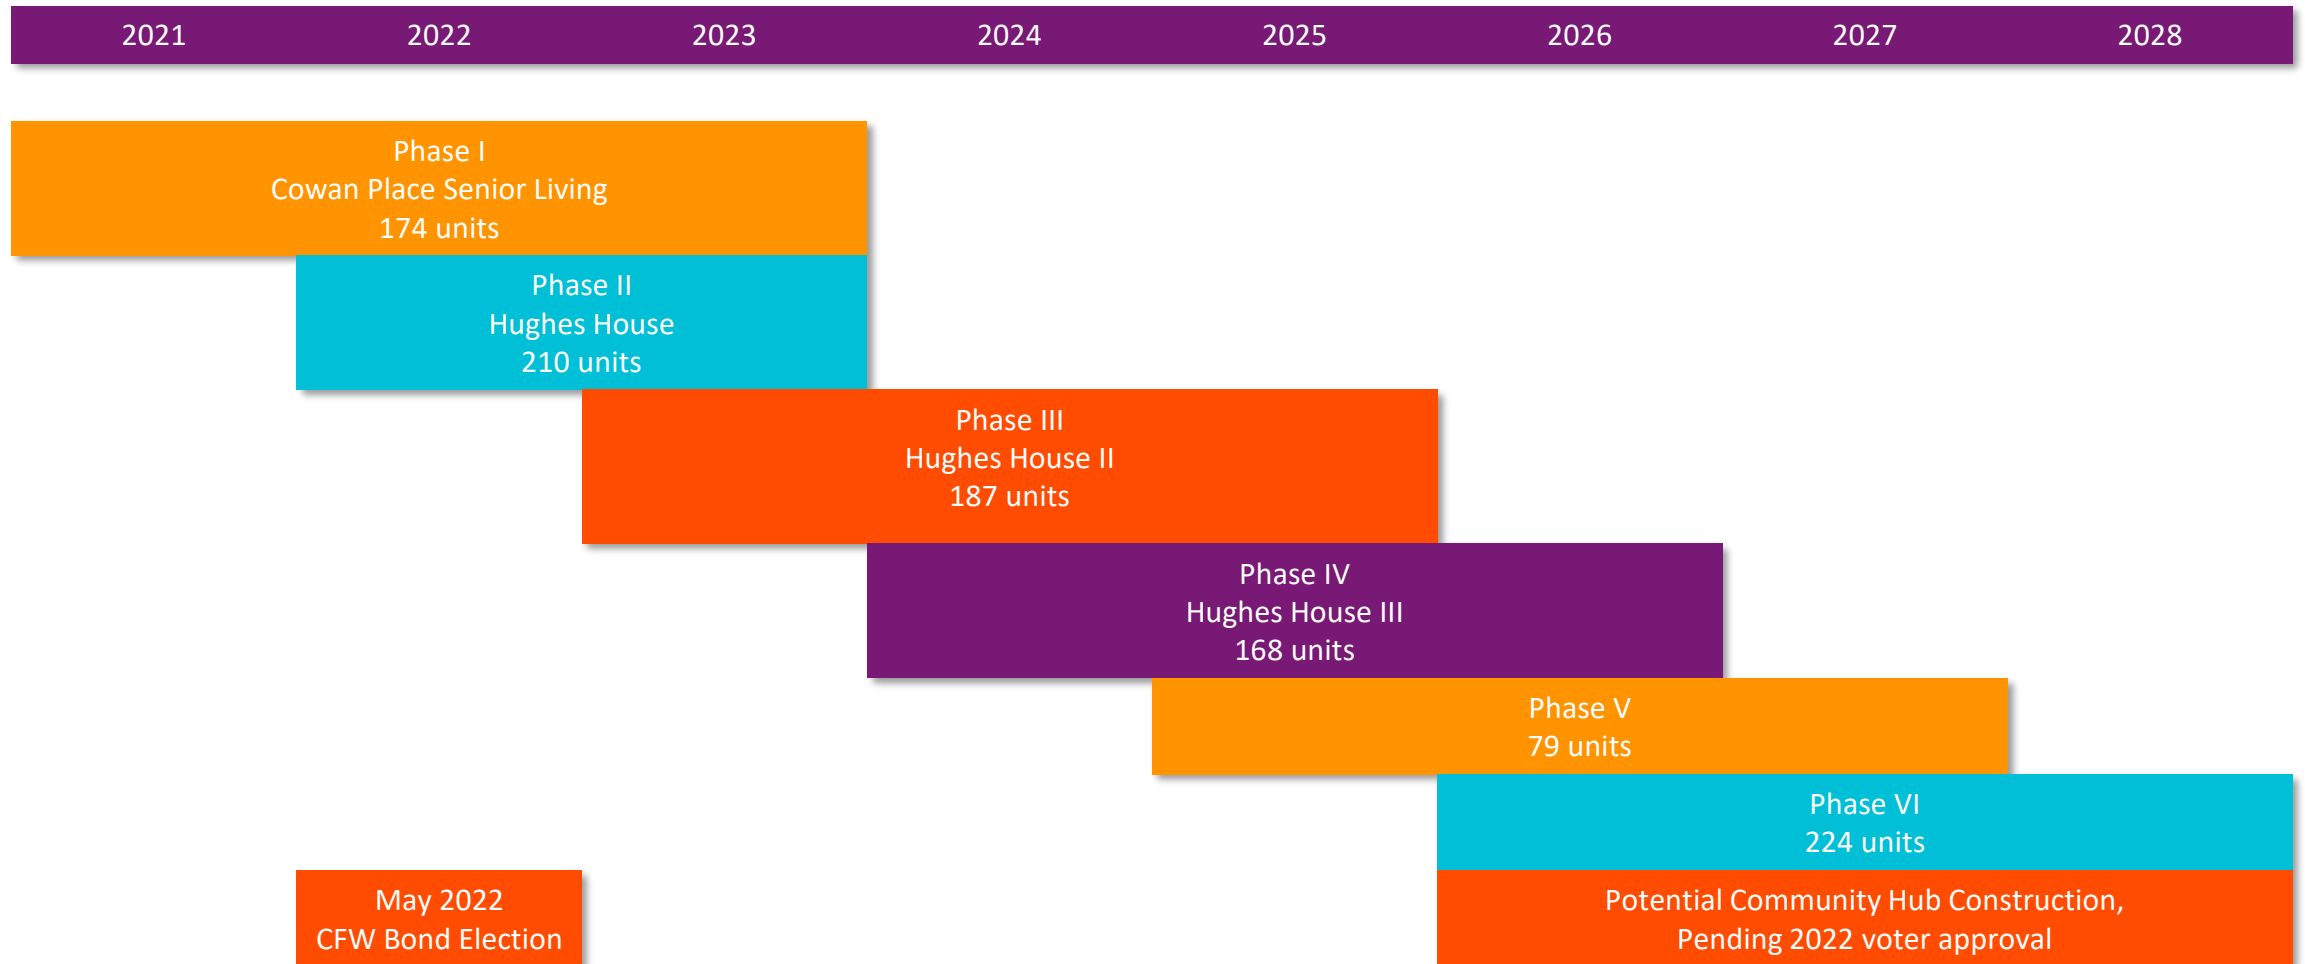 2021 2022 2023 2024 2025 2026 2027 2028
Phase I
Cowan Place Senior Living
174 units
Phase II
Hughes House
210 units
Phase III
Hughes House II
187 units
Phase IV
Hughes House III
168 units
Phase V
79 units
Phase VI
224 units
May 2022
CFW Bond Election
Potential Community Hub Construction,
Pending 2022 voter approval